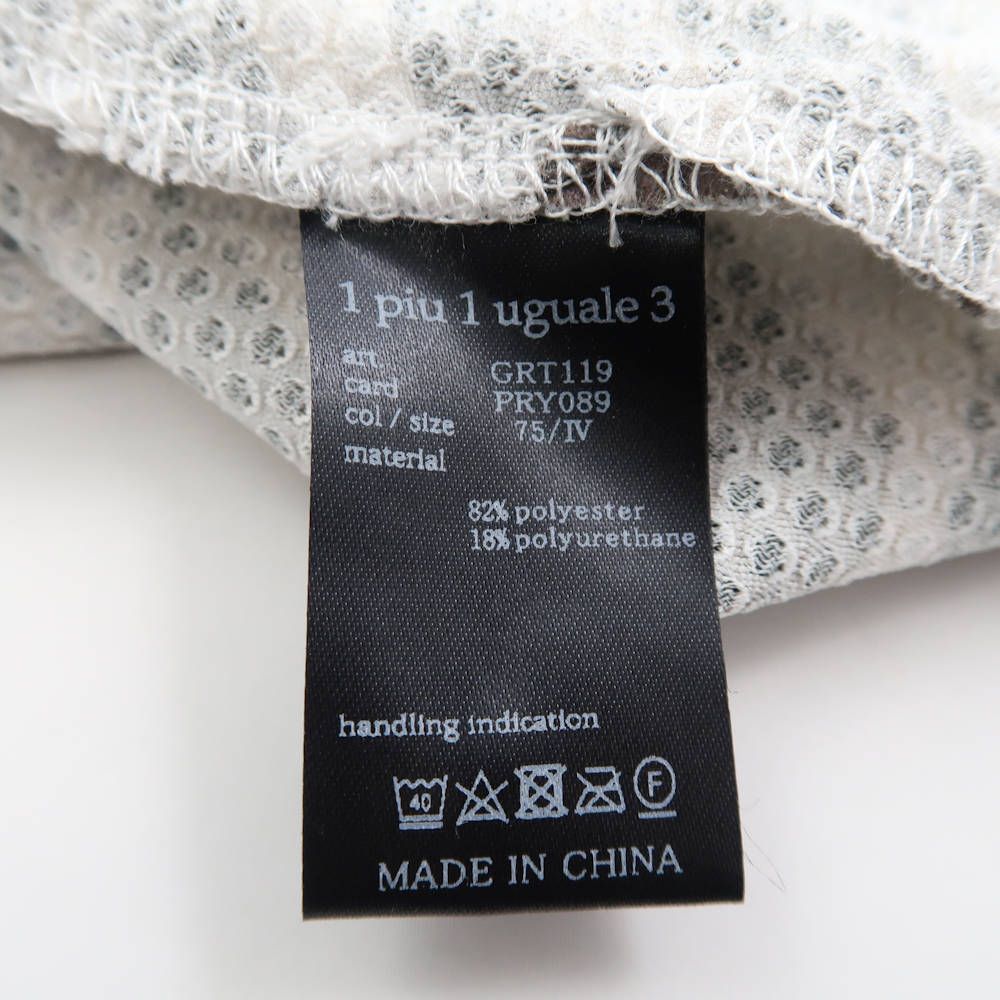 1 piu 1 uguale 3
art GRT119
card PRY089
col / size 75/IV
material
82% polyester
18% polyurethane
handling indication
40 F
MADE IN CHINA